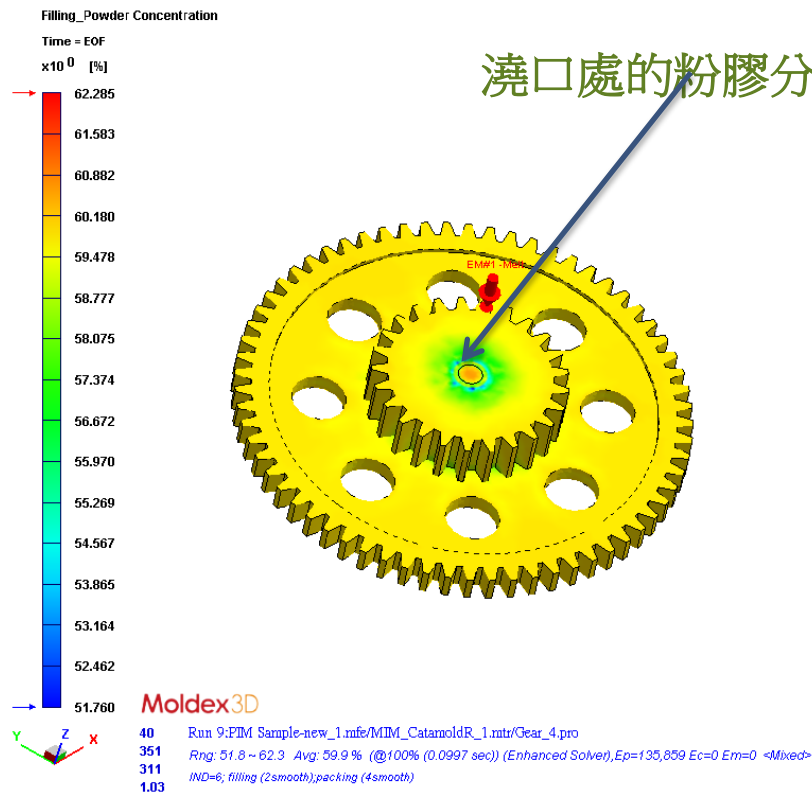 Filling_Powder Concentration
Time = EOF
x10 0 [%]
澆口處的粉膠分
62.285
61.583
60.882
60.180
59.478
58.777
58.075
57.374
56.672
55.970
55.269
54.567
53.865
53.164
52.462
51.760
EM#1 -Melt
Moldex3D
Y
Z
X
40 Run 9:PIM Sample-new_1.mfe/MIM_CatamoldR_1.mtr/Gear_4.pro
351 Rng: 51.8 ~ 62.3 Avg: 59.9 % (@100% (0.0997 sec)) (Enhanced Solver),Ep=135,859 Ec=0 Em=0 <Mixed>
311 IND=6; filling (2smooth);packing (4smooth)
1.03